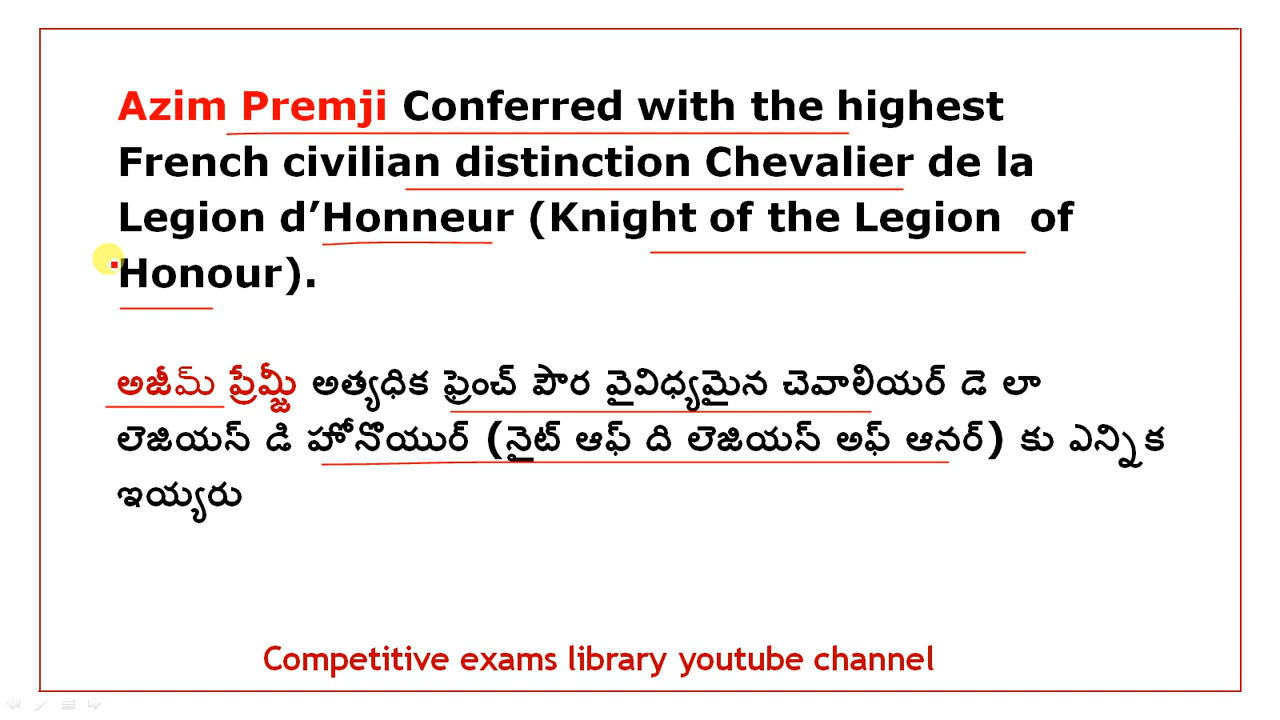 Azim Premji Conferred with the highest
French civilian distinction Chevalier de la
Legion d’Honneur (Knight of the Legion of
Honour).
అజీమ్ ప్రేమ్జీ అత్యధిక ఫ్రెంచ్ పౌర వైవిధ్యమైన చెవాలియర్ డె లా
లెజియస్ డి హోనొయుర్ (నైట్ ఆఫ్ ది లెజియస్ అఫ్ ఆనర్) కు ఎన్నిక
ఇయ్యరు
Competitive exams library youtube channel